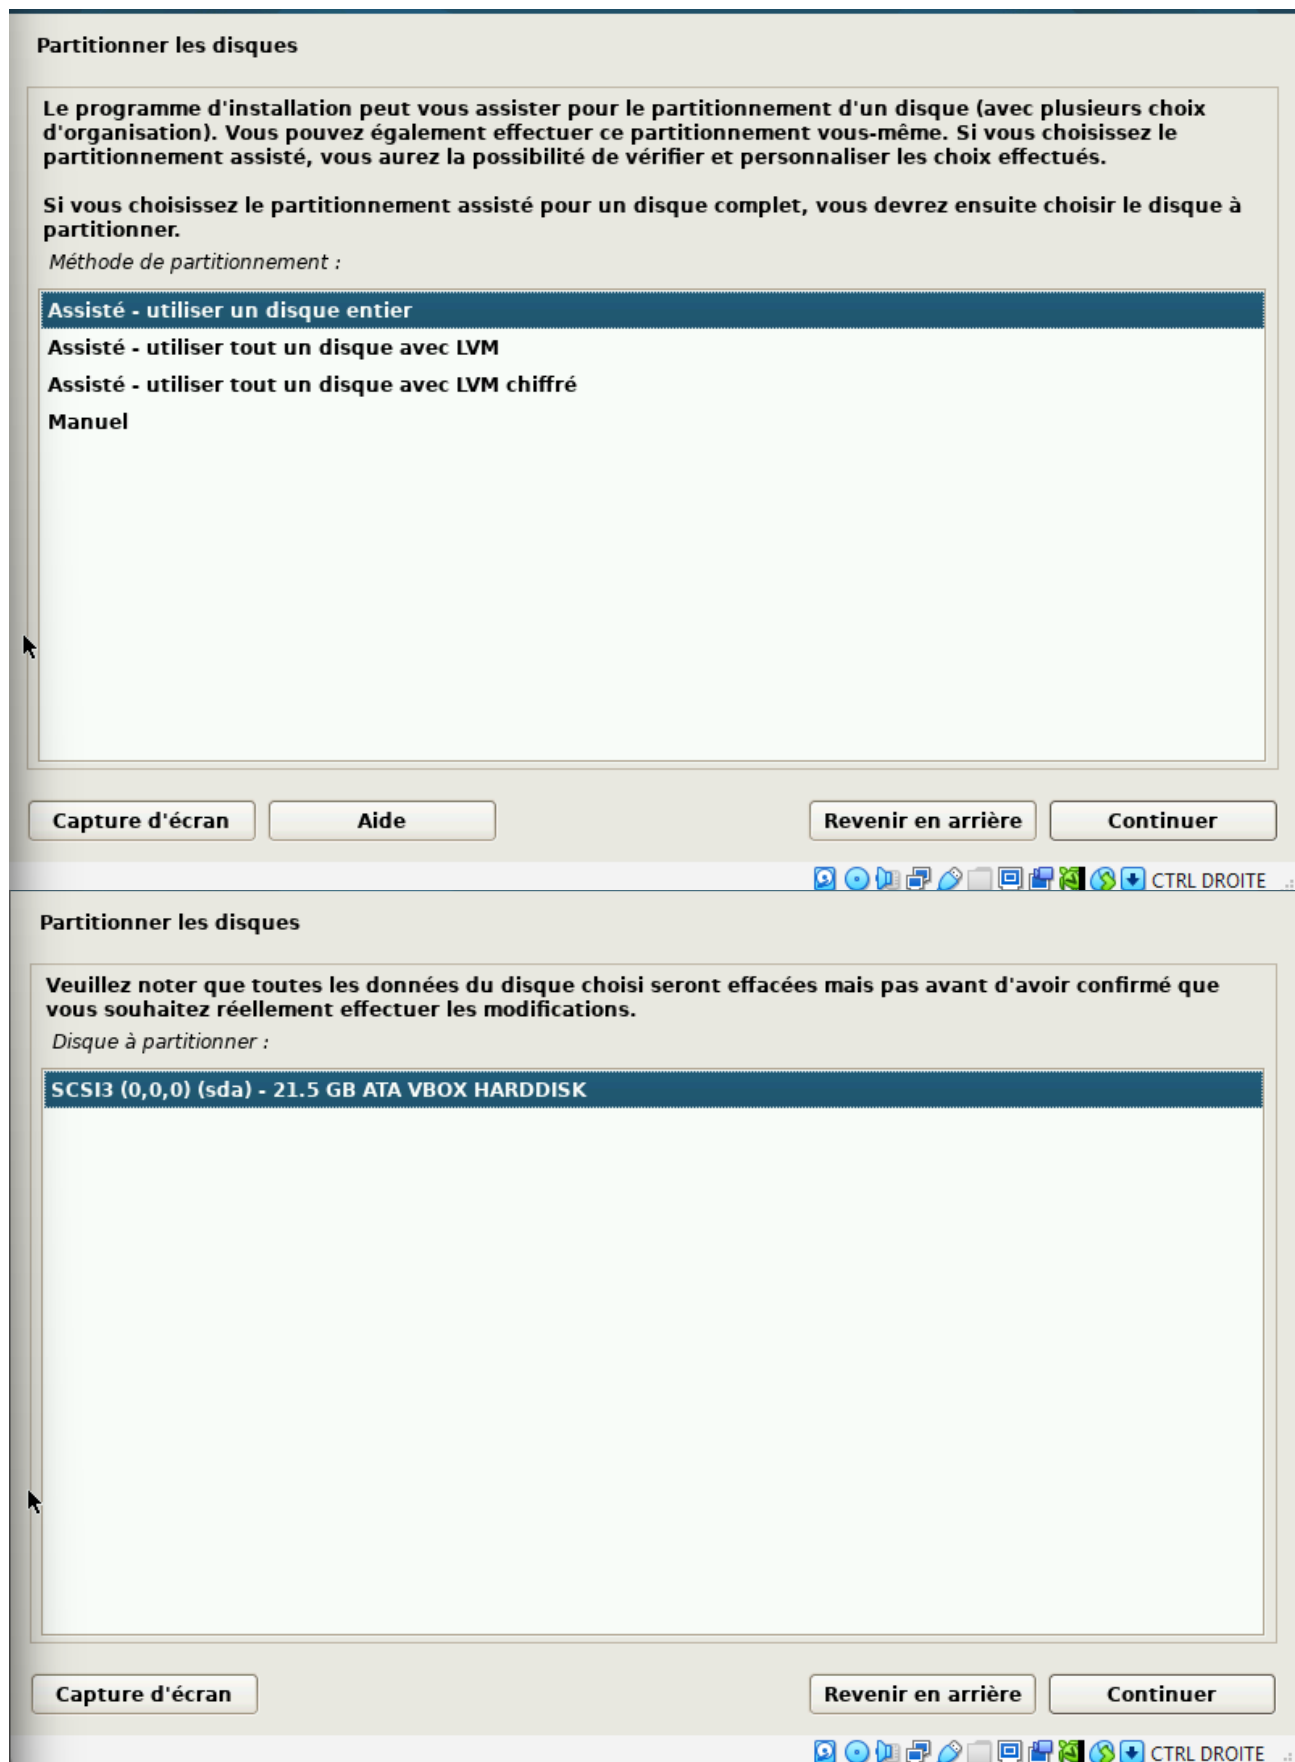 Partitionner les disques
Le programme d'installation peut vous assister pour le partitionnement d'un disque (avec plusieurs choix
d'organisation). Vous pouvez également effectuer ce partitionnement vous-même. Si vous choisissez le
partitionnement assisté, vous aurez la possibilité de vérifier et personnaliser les choix effectués.
Si vous choisissez le partitionnement assisté pour un disque complet, vous devrez ensuite choisir le disque à
partitionner.
Méthode de partitionnement :
Assisté - utiliser un disque entier
Assisté - utiliser tout un disque avec LVM
Assisté - utiliser tout un disque avec LVM chiffré
Manuel
Capture d'écran Aide Revenir en arrière Continuer
CTRL DROITE
Partitionner les disques
Veuillez noter que toutes les données du disque choisi seront effacées mais pas avant d'avoir confirmé que
vous souhaitez réellement effectuer les modifications.
Disque à partitionner :
SCSI3 (0,0,0) (sda) - 21.5 GB ATA VBOX HARDDISK
Capture d'écran Revenir en arrière Continuer
CTRL DROITE